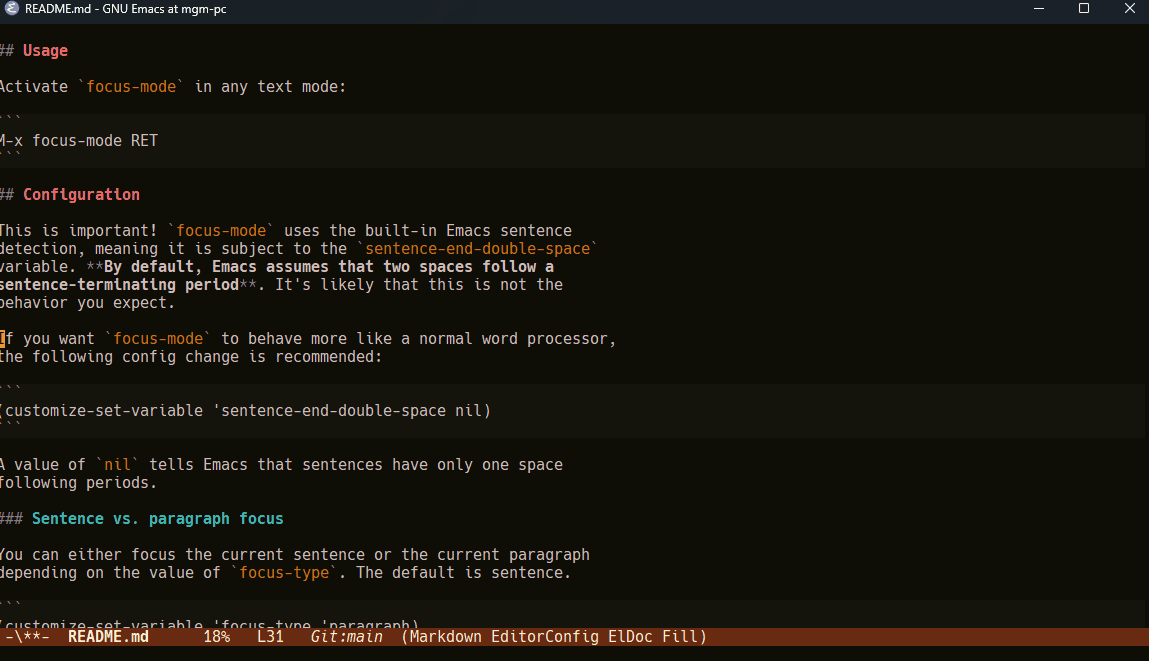 README.md - GNU Emacs at mgm-pc
## Usage
Activate `focus-mode` in any text mode:
```
M-x focus-mode RET
```
## Configuration
This is important! `focus-mode` uses the built-in Emacs sentence
detection, meaning it is subject to the `sentence-end-double-space`
variable. **By default, Emacs assumes that two spaces follow a
sentence-terminating period**. It's likely that this is not the
behavior you expect.
If you want `focus-mode` to behave more like a normal word processor,
the following config change is recommended:
```
(customize-set-variable 'sentence-end-double-space nil)
```
A value of `nil` tells Emacs that sentences have only one space
following periods.
### Sentence vs. paragraph focus
You can either focus the current sentence or the current paragraph
depending on the value of `focus-type`. The default is sentence.
```
(customize-set-variable 'focus-type 'paragraph)
-\**- README.md 18% L31 Git:main (Markdown EditorConfig ElDoc Fill)